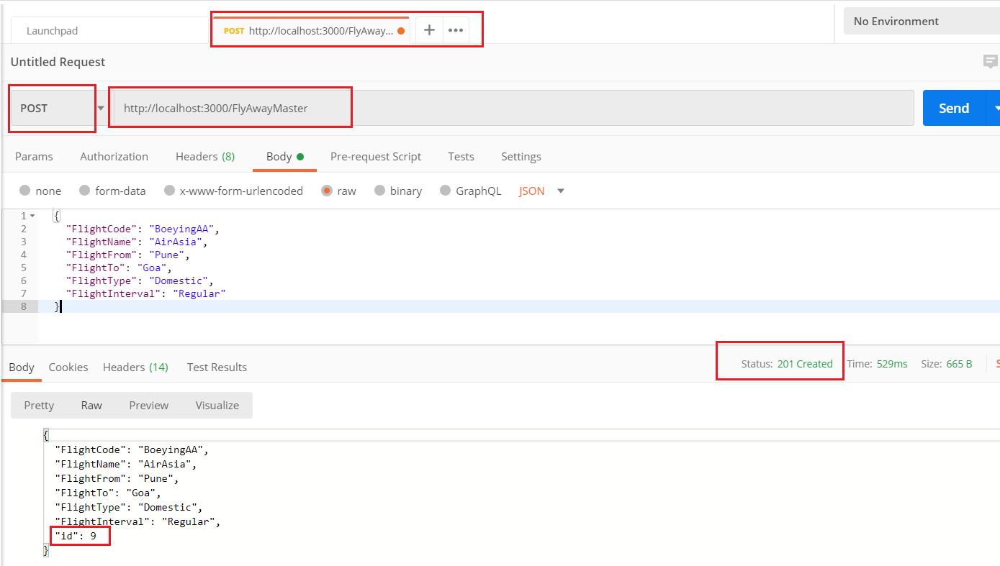 Launchpad
POST http://localhost:3000/FlyAway...
No Environment
Untitled Request
POST
http://localhost:3000/FlyAwayMaster
Send
Params Authorization Headers (8) Body Pre-request Script Tests Settings
none form-data x-www-form-urlencoded raw binary GraphQL JSON
1 {
2 "FlightCode": "BoeyingAA",
3 "FlightName": "AirAsia",
4 "FlightFrom": "Pune",
5 "FlightTo": "Goa",
6 "FlightType": "Domestic",
7 "FlightInterval": "Regular"
8 }
Body Cookies Headers (14) Test Results Status: 201 Created Time: 529ms Size: 665 B
Pretty Raw Preview Visualize
{
"FlightCode": "BoeyingAA",
"FlightName": "AirAsia",
"FlightFrom": "Pune",
"FlightTo": "Goa",
"FlightType": "Domestic",
"FlightInterval": "Regular",
"id": 9
}